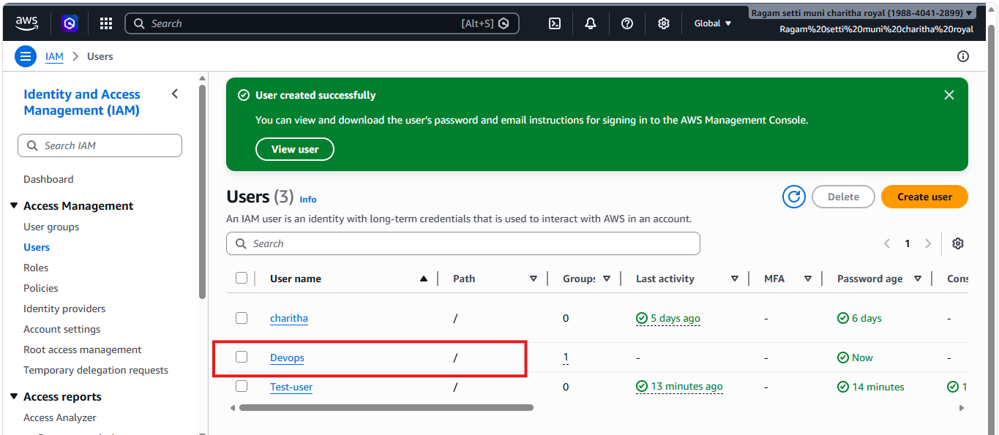 aws
Search [Alt+S]
Global
Ragam setti muni charitha royal (1988-4041-2899)
Ragam%20setti%20muni%20charitha%20royal
IAM > Users
Identity and Access
Management (IAM)
Search IAM
Dashboard
Access Management
User groups
Users
Roles
Policies
Identity providers
Account settings
Root access management
Temporary delegation requests
Access reports
Access Analyzer
User created successfully
You can view and download the user's password and email instructions for signing in to the AWS Management Console.
View user
Users (3) Info
Delete
Create user
An IAM user is an identity with long-term credentials that is used to interact with AWS in an account.
Search
1
User name Path Groups Last activity MFA Password age Cons
charitha / 0 5 days ago - 6 days -
Devops / 1 - - Now -
Test-user / 0 13 minutes ago - 14 minutes 1